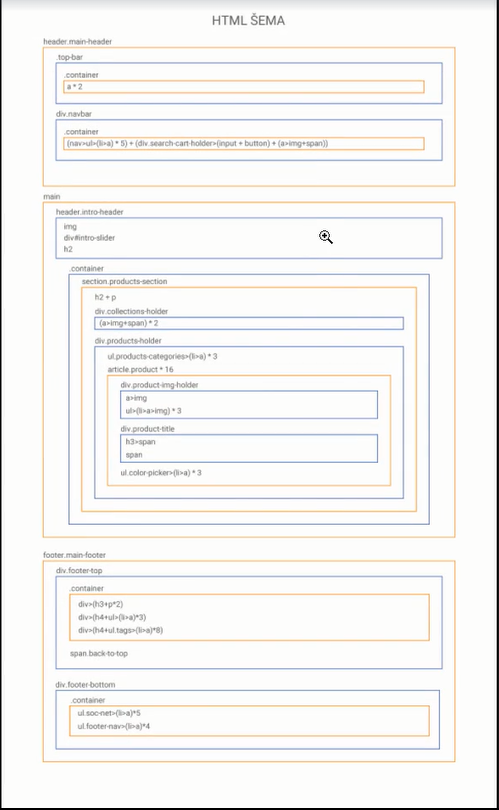 HTML ŠEMA
header.main-header
.top-bar
.container
a * 2
div.navbar
.container
(nav>ul>(li>a) * 5) + (div.search-cart-holder>(input + button) + (a>img+span))
main
header.intro-header
img
div#intro-slider
h2
.container
section.products-section
h2 + p
div.collections-holder
(a>img+span) * 2
div.products-holder
ul.products-categories>(li>a) * 3
article.product * 16
div.product-img-holder
a>img
ul>(li>a>img) * 3
div.product-title
h3>span
span
ul.color-picker>(li>a) * 3
footer.main-footer
div.footer-top
.container
div>(h3+p*2)
div>(h4+ul>(li>a)*3)
div>(h4+ul.tags>(li>a)*8)
span.back-to-top
div.footer-bottom
.container
ul.soc-net>(li>a)*5
ul.footer-nav>(li>a)*4